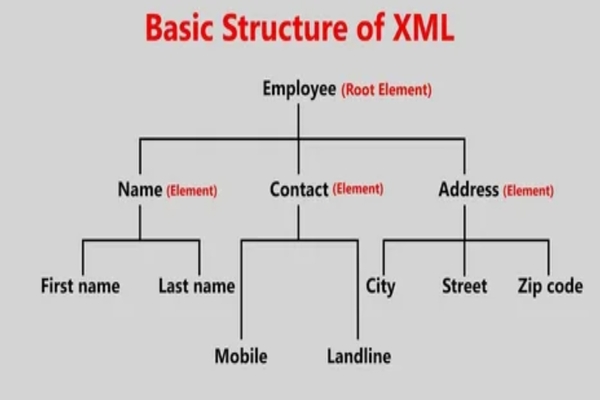 Basic Structure of XML
Employee (Root Element)
Name (Element) Contact (Element) Address (Element)
First name Last name City Street Zip code
Mobile Landline